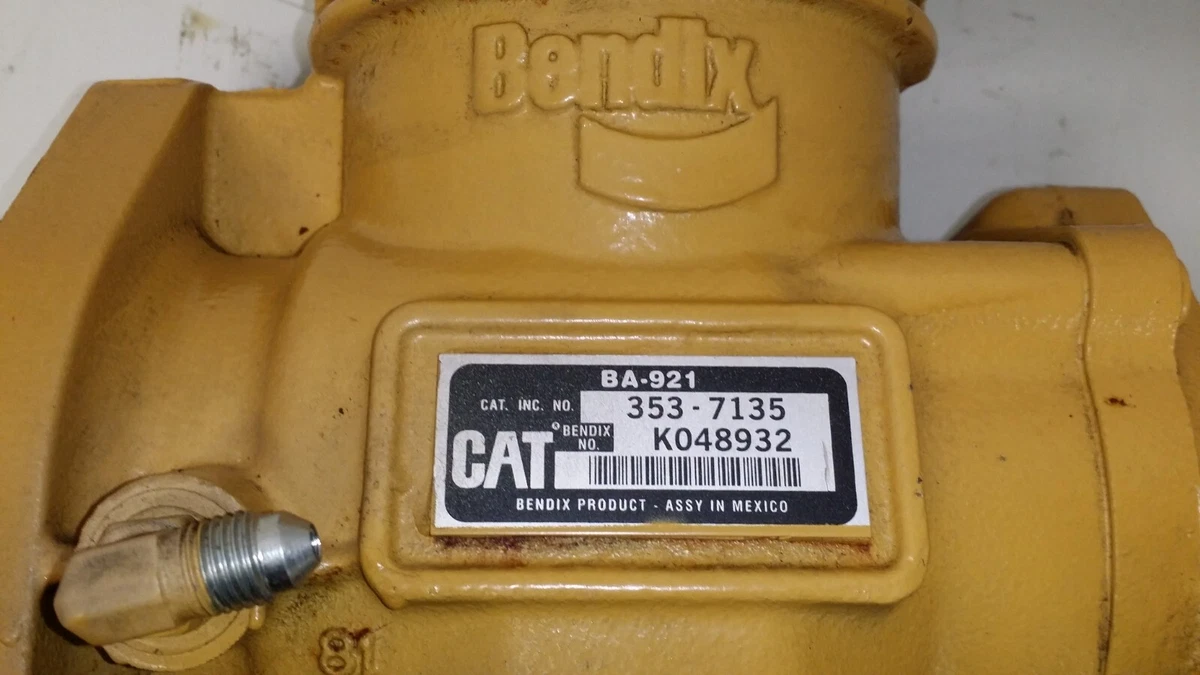 Bendix
BA-921
CAT. INC. NO. 353-7135
CAT® BENDIX NO. K048932
BENDIX PRODUCT - ASSY IN MEXICO
81